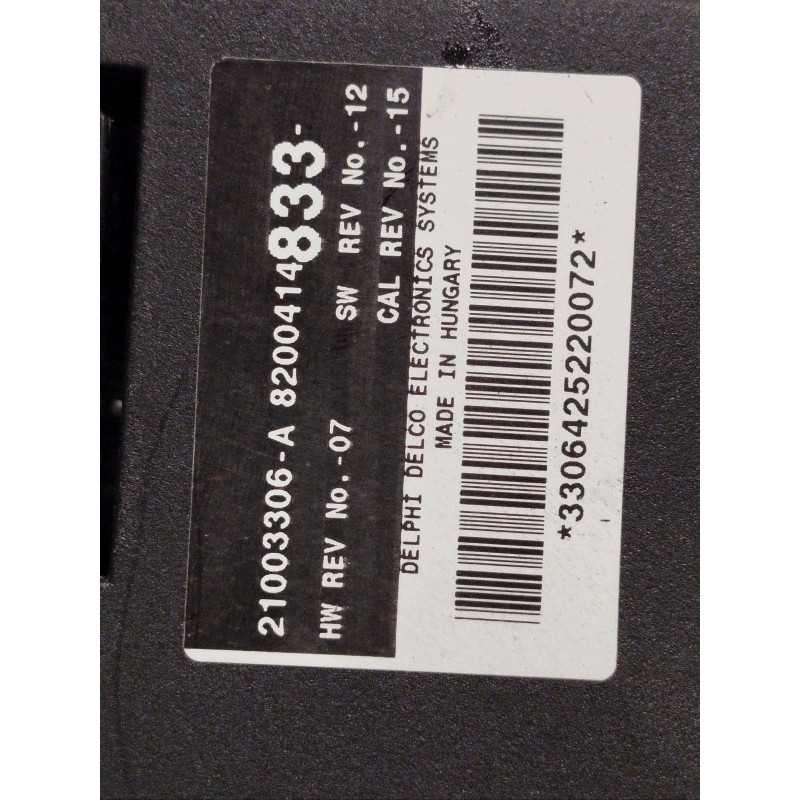 21003306-A 8200414833-
HW REV No.-07 SW REV No.-12
CAL REV No.-15
DELPHI DELCO ELECTRONICS SYSTEMS
MADE IN HUNGARY
*3306425220072*